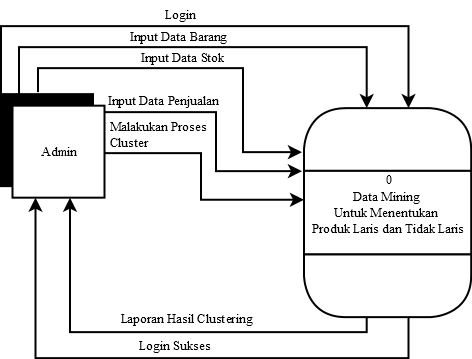 Login
Input Data Barang
Input Data Stok
Input Data Penjualan
Malakukan Proses
Cluster
Admin
0
Data Mining
Untuk Menentukan
Produk Laris dan Tidak Laris
Laporan Hasil Clustering
Login Sukses